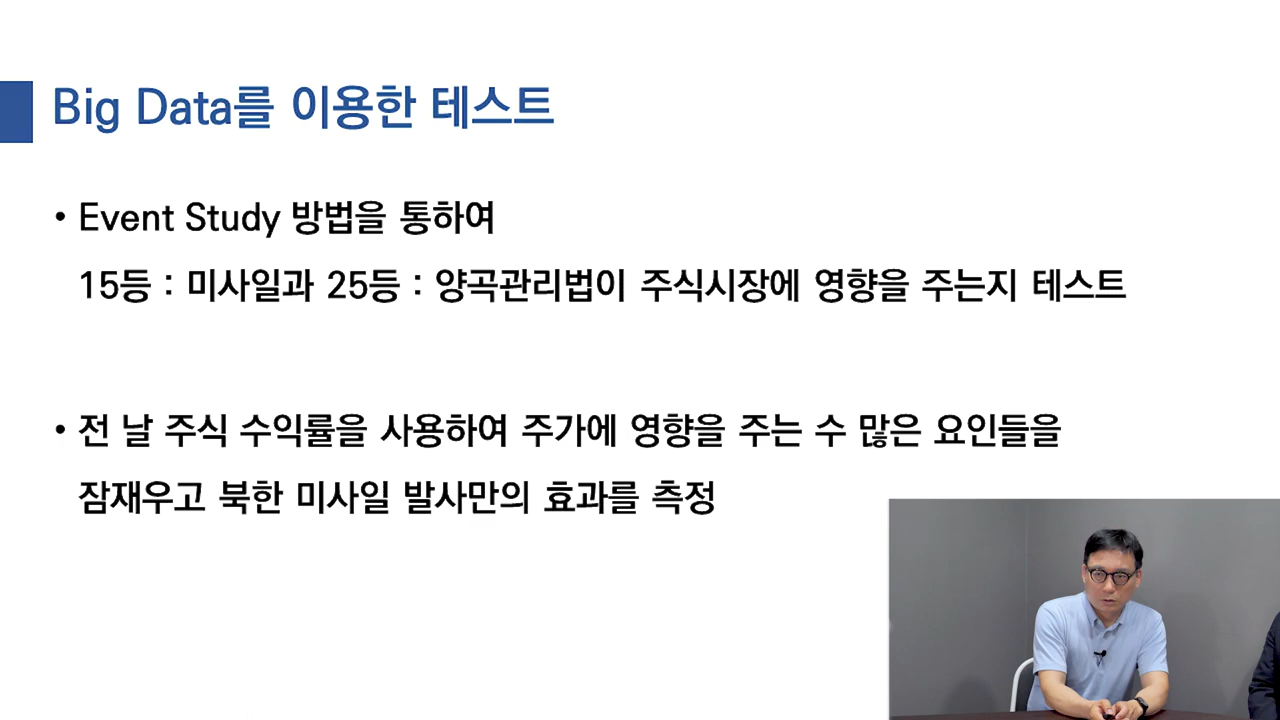 Big Data를 이용한 테스트
• Event Study 방법을 통하여
15등 : 미사일과 25등 : 양곡관리법이 주식시장에 영향을 주는지 테스트
• 전 날 주식 수익률을 사용하여 주가에 영향을 주는 수 많은 요인들을
잠재우고 북한 미사일 발사만의 효과를 측정